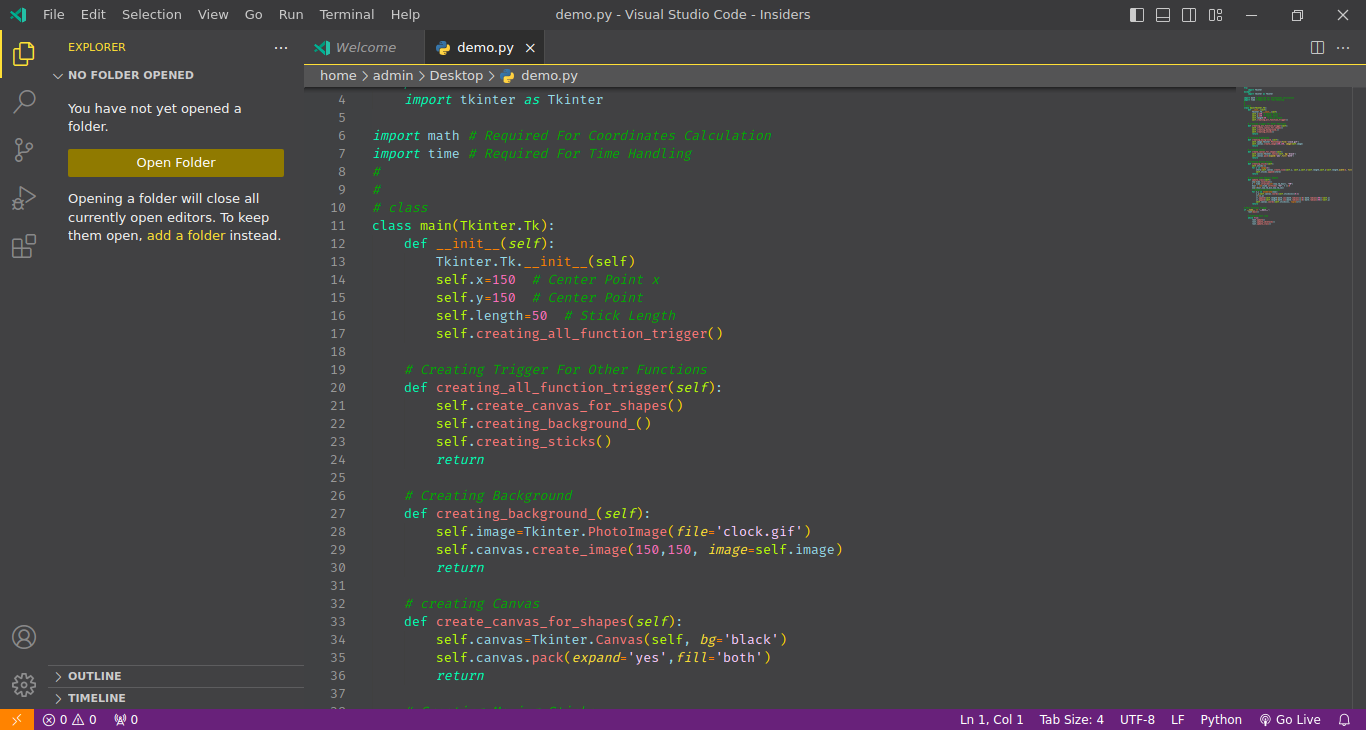 File Edit Selection View Go Run Terminal Help demo.py - Visual Studio Code - Insiders
EXPLORER
NO FOLDER OPENED
You have not yet opened a
folder.
Open Folder
Opening a folder will close all
currently open editors. To keep
them open, add a folder instead.
OUTLINE
TIMELINE
Welcome demo.py
home > admin > Desktop > demo.py
4 import tkinter as Tkinter
5
6 import math # Required For Coordinates Calculation
7 import time # Required For Time Handling
8 #
9 #
10 # class
11 class main(Tkinter.Tk):
12 def __init__(self):
13 Tkinter.Tk.__init__(self)
14 self.x=150 # Center Point x
15 self.y=150 # Center Point
16 self.length=50 # Stick Length
17 self.creating_all_function_trigger()
18
19 # Creating Trigger For Other Functions
20 def creating_all_function_trigger(self):
21 self.create_canvas_for_shapes()
22 self.creating_background_()
23 self.creating_sticks()
24 return
25
26 # Creating Background
27 def creating_background_(self):
28 self.image=Tkinter.PhotoImage(file='clock.gif')
29 self.canvas.create_image(150,150, image=self.image)
30 return
31
32 # creating Canvas
33 def create_canvas_for_shapes(self):
34 self.canvas=Tkinter.Canvas(self, bg='black')
35 self.canvas.pack(expand='yes',fill='both')
36 return
37
0 0 0 Ln 1, Col 1 Tab Size: 4 UTF-8 LF Python Go Live